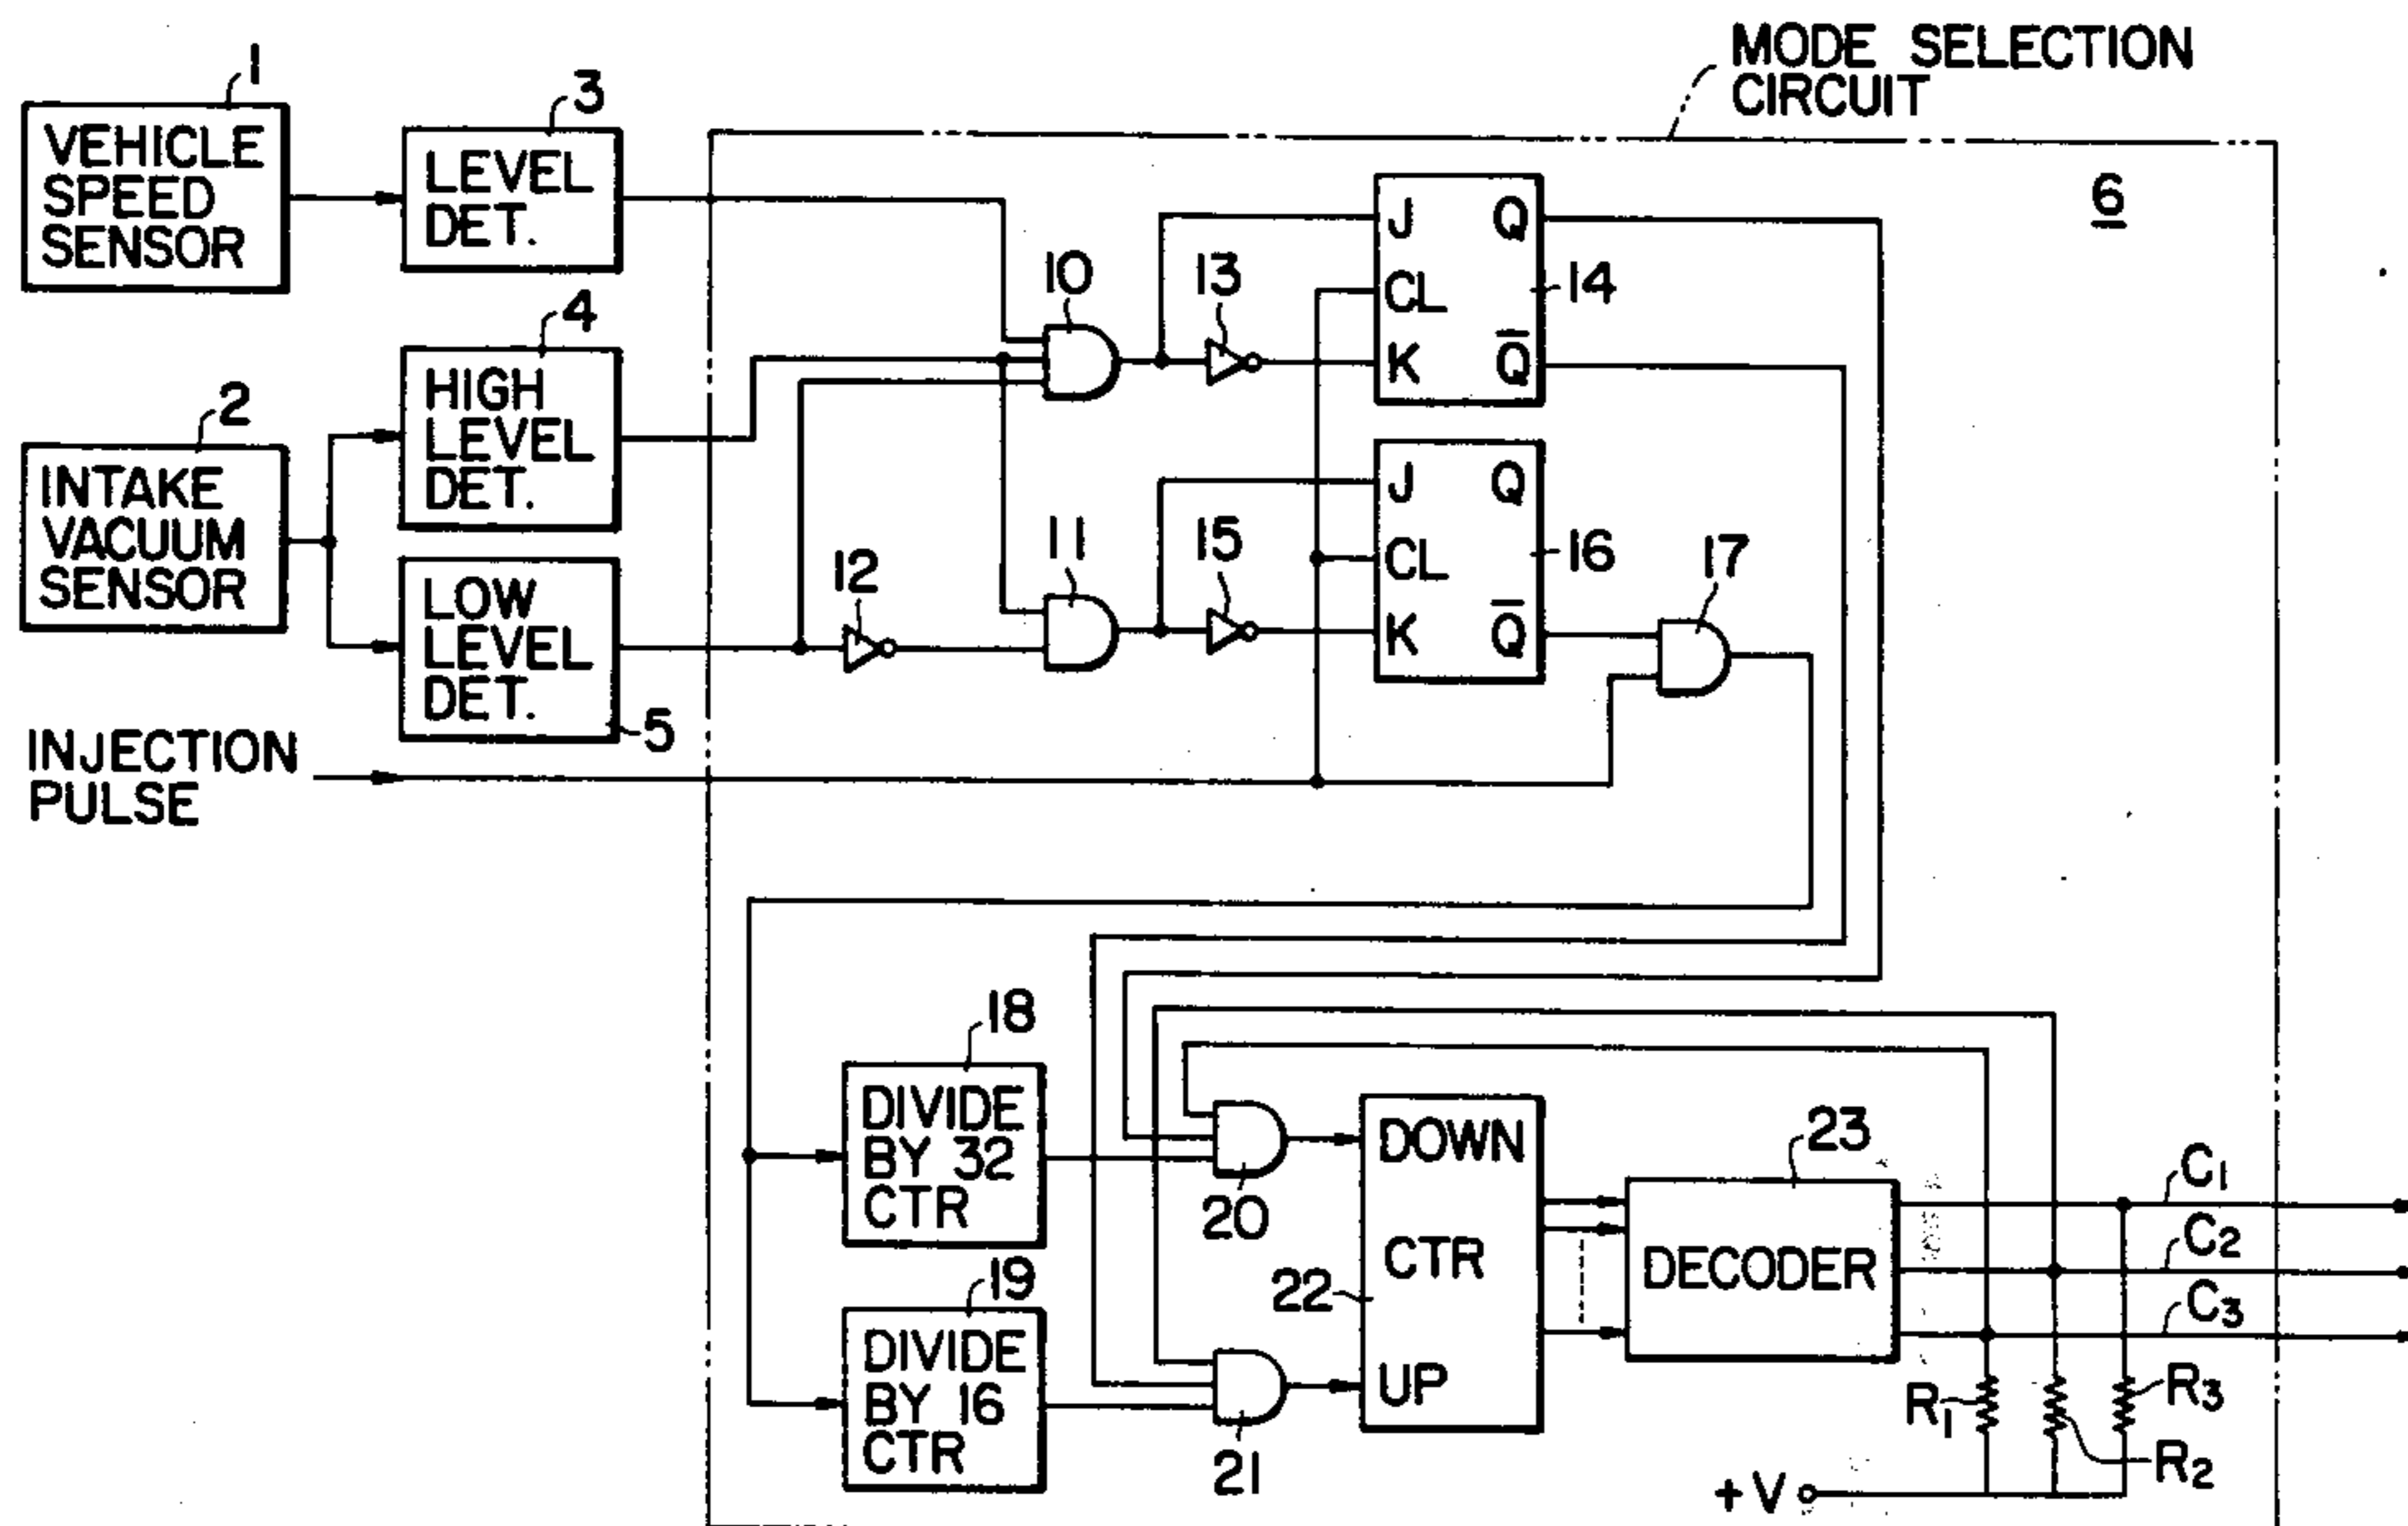 MODE SELECTION
CIRCUIT
6
1
VEHICLE
SPEED
SENSOR
3
LEVEL
DET.
4
HIGH
LEVEL
DET.
2
INTAKE
VACUUM
SENSOR
LOW
LEVEL
DET.
5
INJECTION
PULSE
10
13
J Q
CL
K Q̅
14
11
12
15
J Q
CL
K Q̅
16
17
18
DIVIDE
BY 32
CTR
19
DIVIDE
BY 16
CTR
20
21
DOWN
CTR
UP
22
23
DECODER
C1
C2
C3
R1
R2
R3
+V